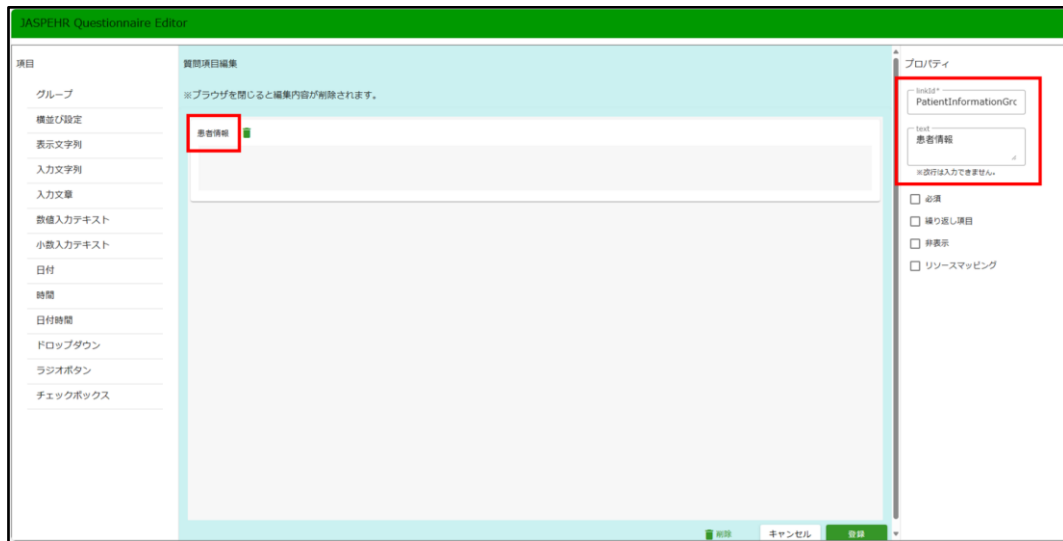 JASPEHR Questionnaire Editor
項目
グループ
横並び設定
表示文字列
入力文字列
入力文章
数値入力テキスト
小数入力テキスト
日付
時間
日付時間
ドロップダウン
ラジオボタン
チェックボックス
質問項目編集
※ブラウザを閉じると編集内容が削除されます。
患者情報
削除
キャンセル
登録
プロパティ
linkId*
PatientInformationGrc
text
患者情報
※改行は入力できません。
必須
繰り返し項目
非表示
リソースマッピング